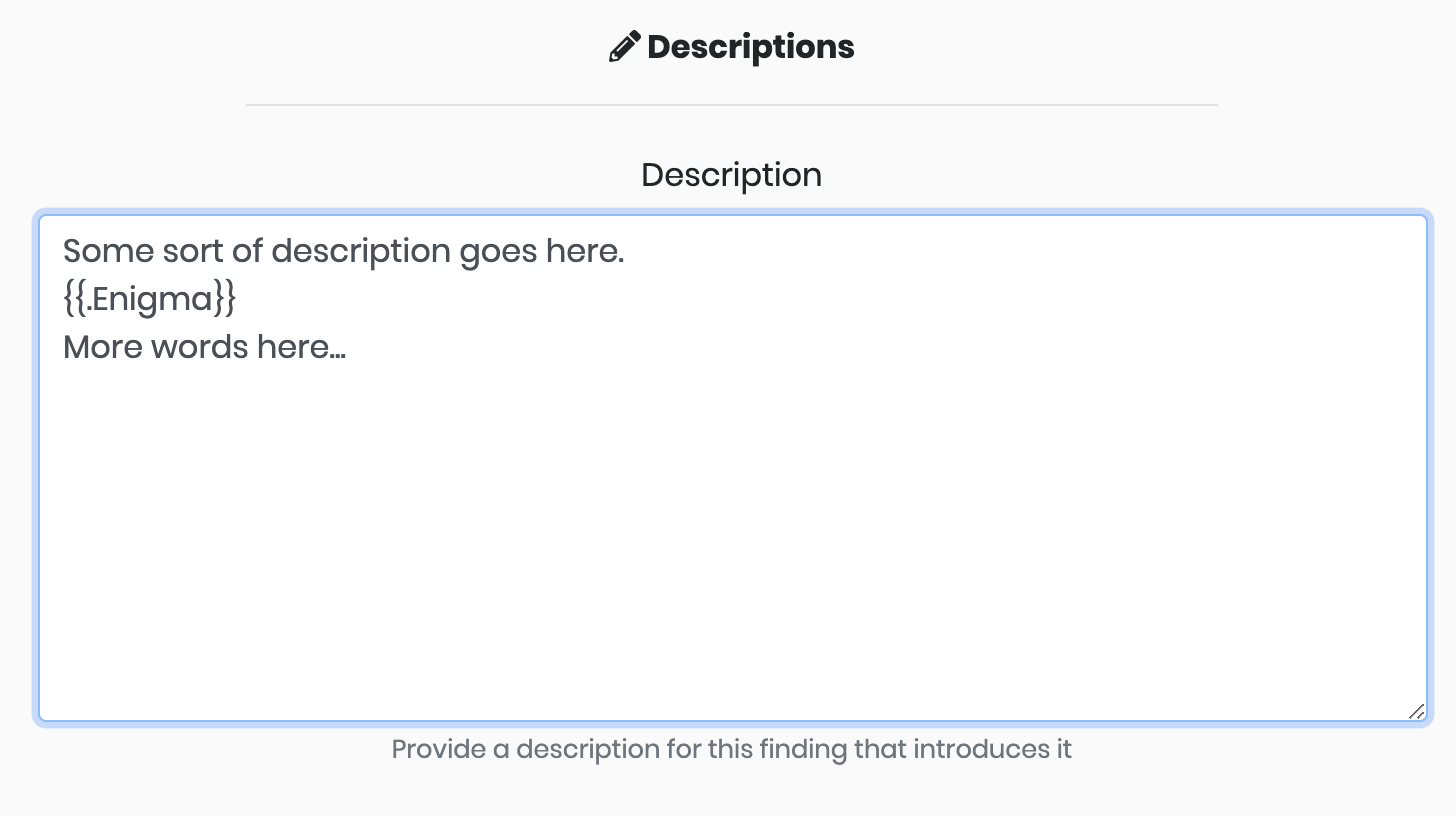 Descriptions
Description
Some sort of description goes here.
{{.Enigma}}
More words here...
Provide a description for this finding that introduces it